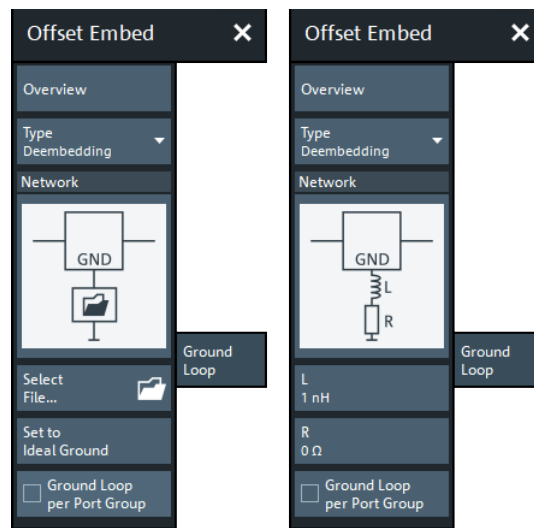 Offset Embed
Overview
Type
Deembedding
Network
GND
Ground
Loop
Select
File...
Set to
Ideal Ground
Ground Loop
per Port Group
Offset Embed
Overview
Type
Deembedding
Network
GND
L
R
Ground
Loop
L
1 nH
R
0 Ω
Ground Loop
per Port Group